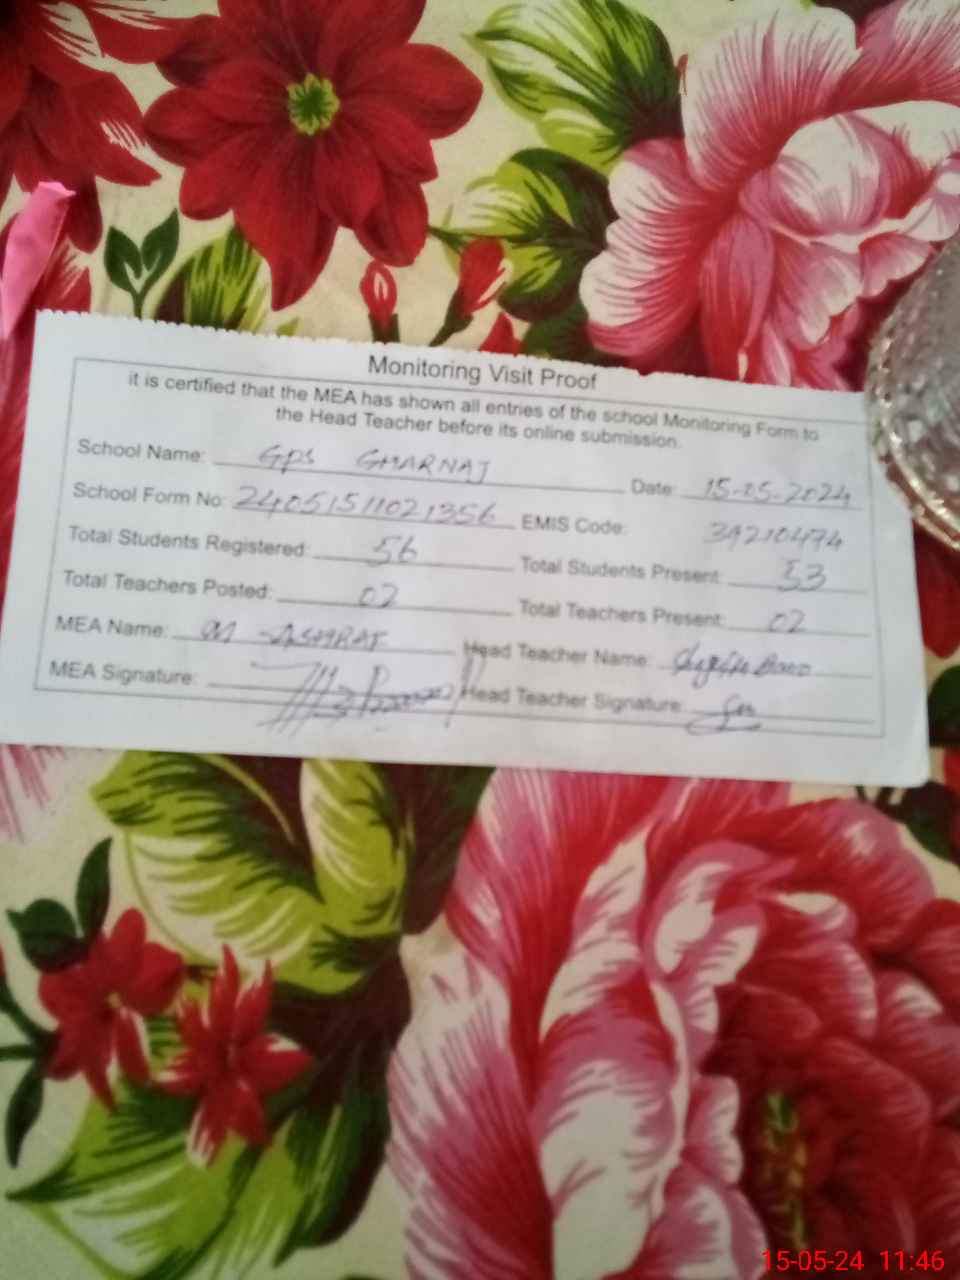 Monitoring Visit Proof
it is certified that the MEA has shown all entries of the school Monitoring Form to
the Head Teacher before its online submission.
School Name: GPS GHARNAJ Date: 15-05-2024
School Form No: 24051511021356 EMIS Code: 39210474
Total Students Registered: 56 Total Students Present: 53
Total Teachers Posted: 02 Total Teachers Present: 02
MEA Name: M ASHRAF Head Teacher Name:
MEA Signature: Head Teacher Signature:
15-05-24 11:46